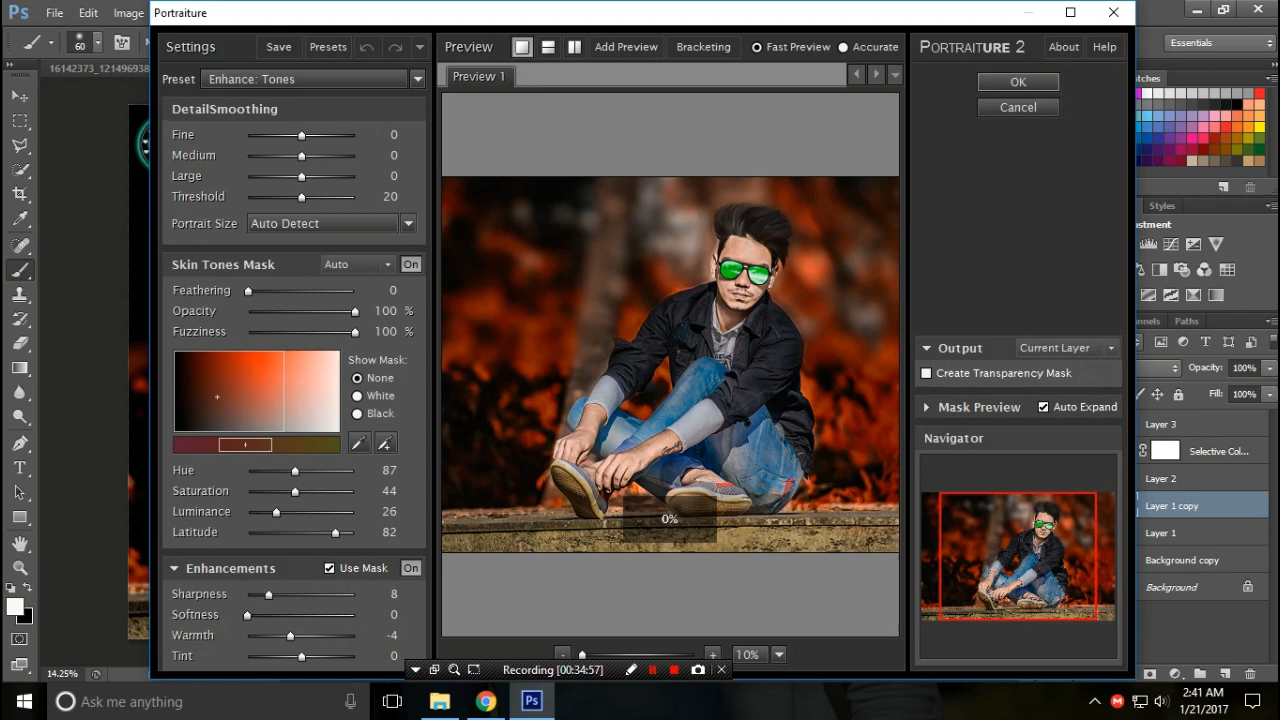 Ps File Edit Image
Portraiture
60
Essentials
16142373_121496938
Settings Save Presets
Preset Enhance: Tones
DetailSmoothing
Fine 0
Medium 0
Large 0
Threshold 20
Portrait Size Auto Detect
Skin Tones Mask Auto On
Feathering 0
Opacity 100 %
Fuzziness 100 %
Show Mask:
None
White
Black
Hue 87
Saturation 44
Luminance 26
Latitude 82
Enhancements Use Mask On
Sharpness 8
Softness 0
Warmth -4
Tint 0
Preview Add Preview Bracketing Fast Preview Accurate
Preview 1
0%
10%
PORTRAITURE 2 About Help
OK
Cancel
Output Current Layer
Create Transparency Mask
Mask Preview Auto Expand
Navigator
atches
Styles
ustment
nnels Paths
Opacity: 100%
Fill: 100%
Layer 3
Selective Col...
Layer 2
Layer 1 copy
Layer 1
Background copy
Background
14.25%
Recording [00:34:57]
Ask me anything
Ps
2:41 AM
1/21/2017